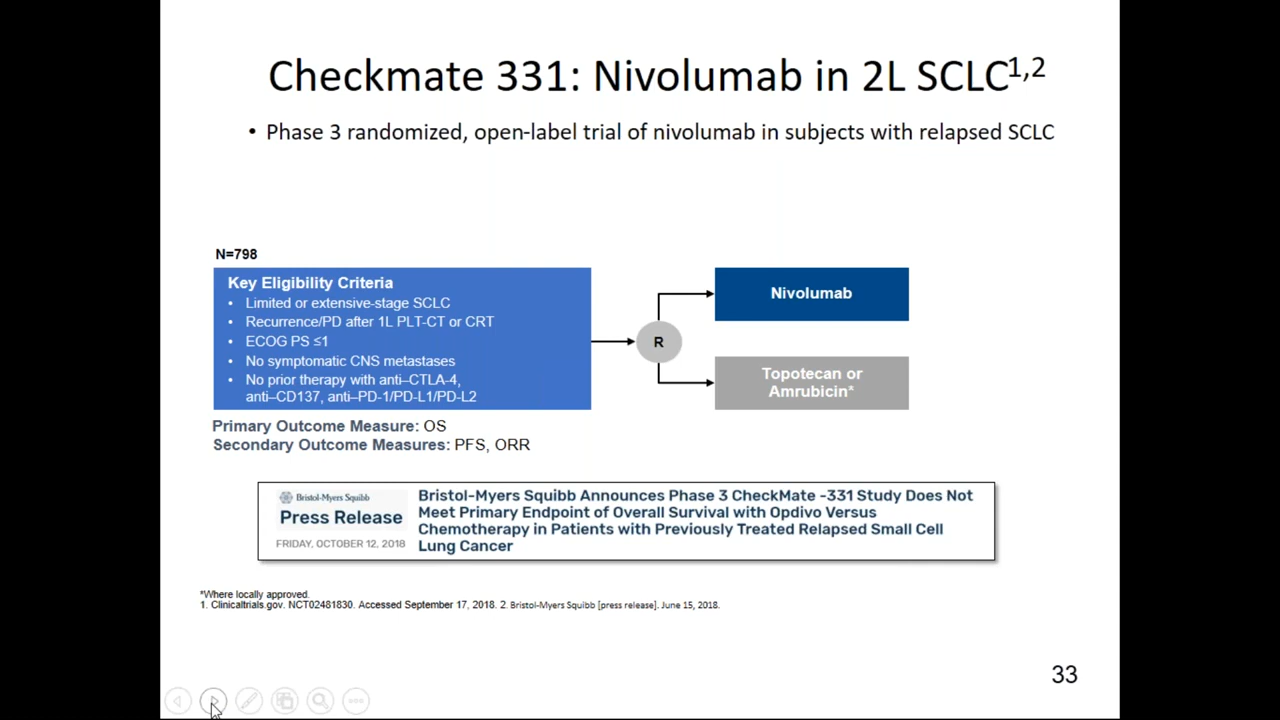 Checkmate 331: Nivolumab in 2L SCLC1,2
• Phase 3 randomized, open-label trial of nivolumab in subjects with relapsed SCLC
N=798
Key Eligibility Criteria
• Limited or extensive-stage SCLC
• Recurrence/PD after 1L PLT-CT or CRT
• ECOG PS ≤1
• No symptomatic CNS metastases
• No prior therapy with anti–CTLA-4,
anti–CD137, anti–PD-1/PD-L1/PD-L2
R
Nivolumab
Topotecan or
Amrubicin*
Primary Outcome Measure: OS
Secondary Outcome Measures: PFS, ORR
Bristol-Myers Squibb
Press Release
FRIDAY, OCTOBER 12, 2018
Bristol-Myers Squibb Announces Phase 3 CheckMate -331 Study Does Not
Meet Primary Endpoint of Overall Survival with Opdivo Versus
Chemotherapy in Patients with Previously Treated Relapsed Small Cell
Lung Cancer
*Where locally approved.
1. Clinicaltrials.gov. NCT02481830. Accessed September 17, 2018. 2. Bristol-Myers Squibb [press release]. June 15, 2018.
33